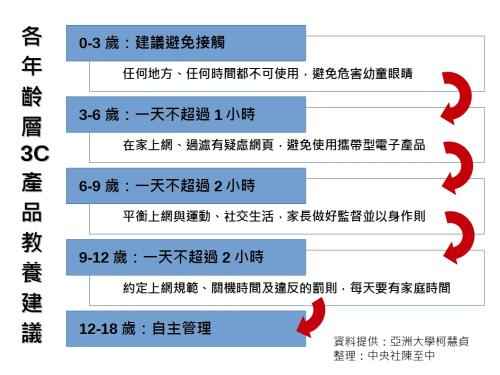 各年齡層3C產品教養建議
0-3 歲：建議避免接觸
任何地方、任何時間都不可使用，避免危害幼童眼睛
3-6 歲：一天不超過 1 小時
在家上網、過濾有疑處網頁，避免使用攜帶型電子產品
6-9 歲：一天不超過 2 小時
平衡上網與運動、社交生活，家長做好監督並以身作則
9-12 歲：一天不超過 2 小時
約定上網規範、關機時間及違反的罰則，每天要有家庭時間
12-18 歲：自主管理
資料提供：亞洲大學柯慧貞
整理：中央社陳至中